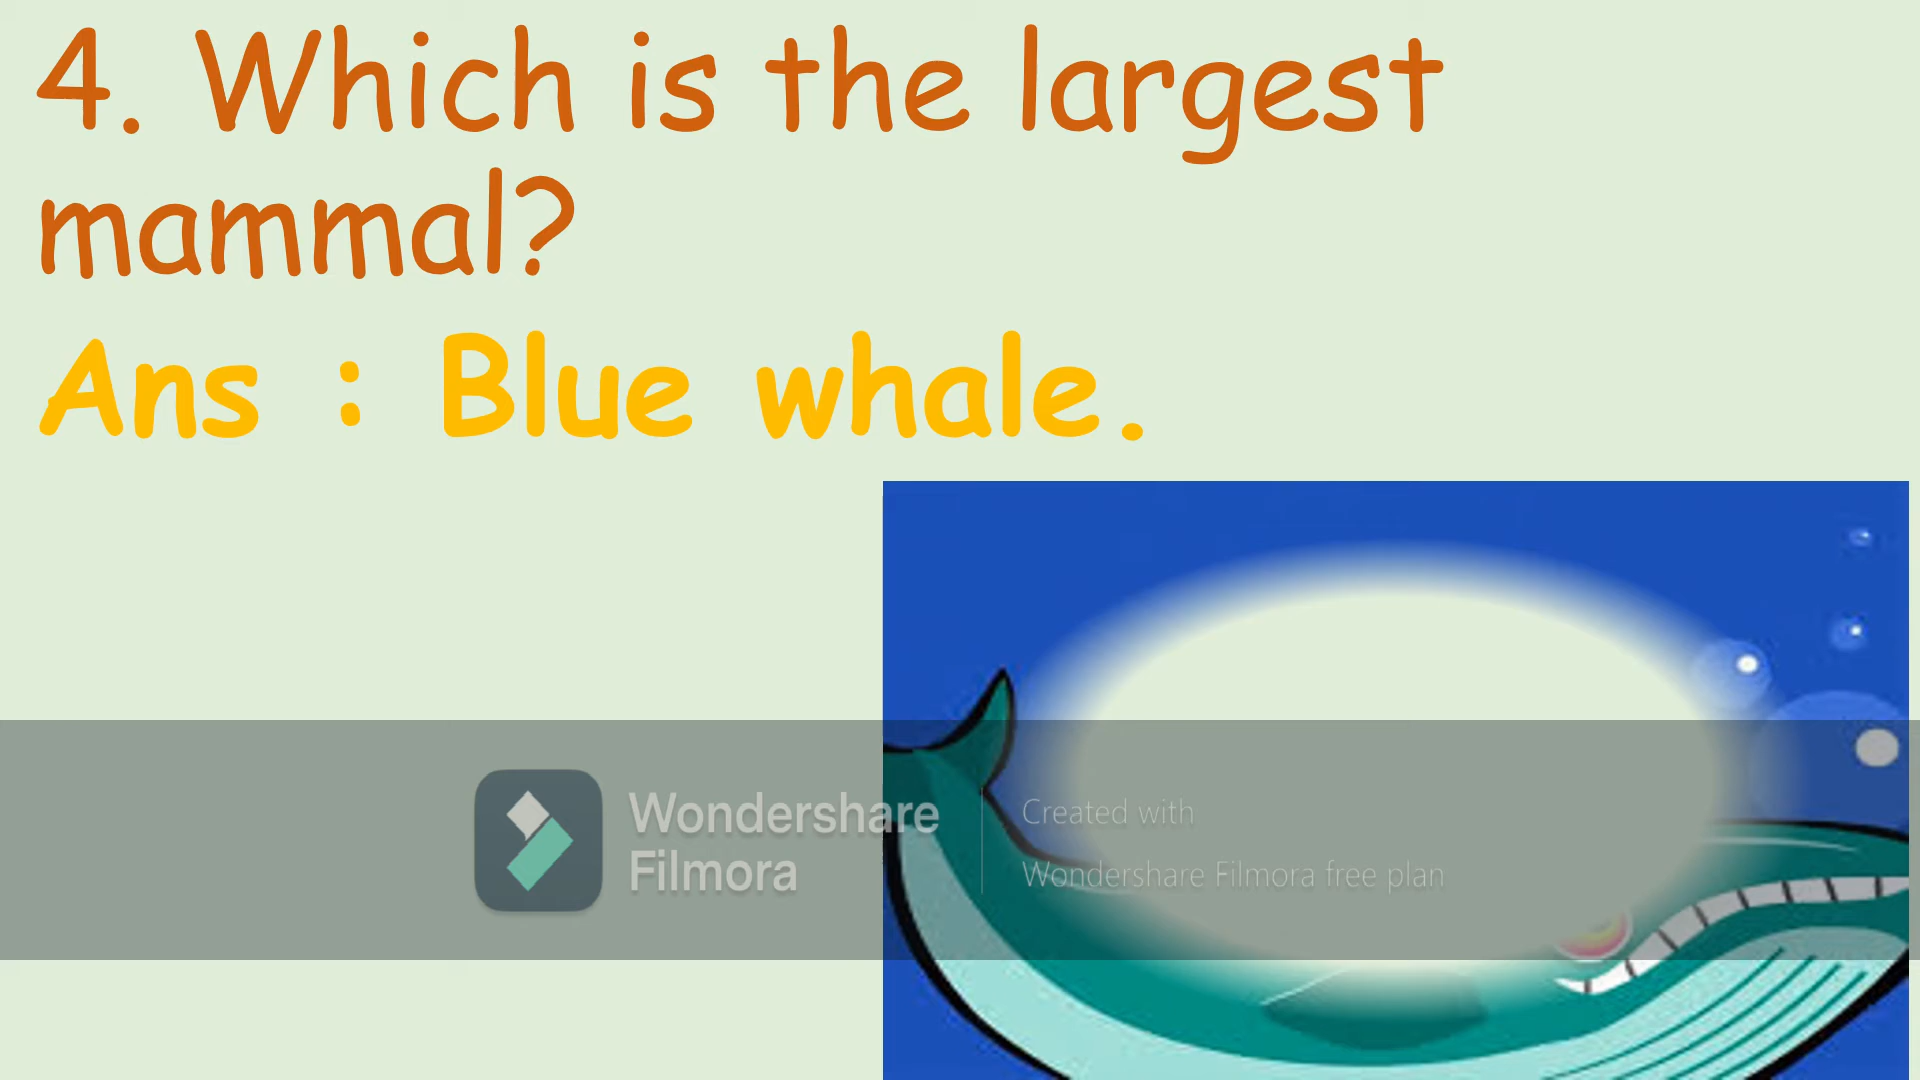 4. Which is the largest
mammal?
Ans : Blue whale.
Wondershare
Filmora
Created with
Wondershare Filmora free plan